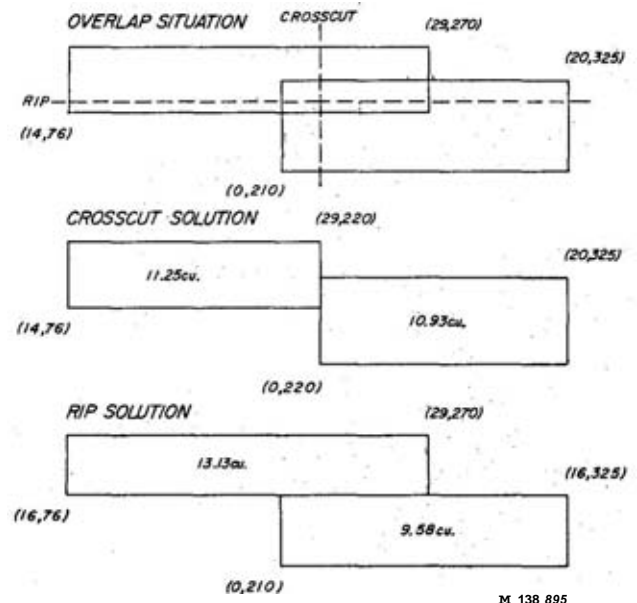 OVERLAP SITUATION
CROSSCUT
(29,270)
(20,325)
RIP
(14,76)
(0,210)
CROSSCUT SOLUTION
(29,220)
(20,325)
11.25cu.
10.93cu.
(14,76)
(0,220)
RIP SOLUTION
(29,270)
13.13cu.
(16,325)
(16,76)
9.58cu.
(0,210)
M 138 895